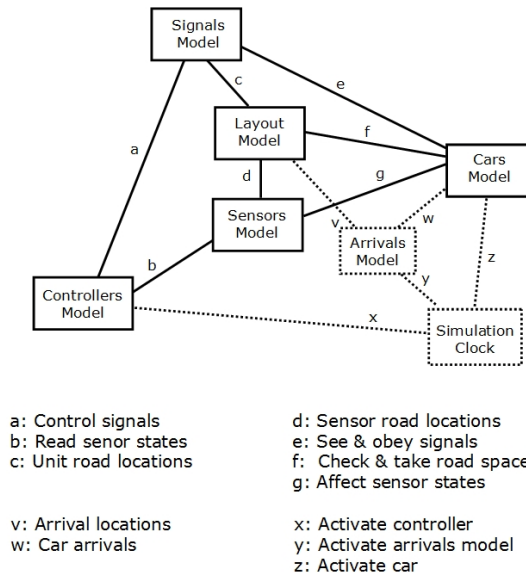 Signals
Model
c
e
Layout
Model
f
a
d
g
Cars
Model
Sensors
Model
v
w
Arrivals
Model
z
b
y
Controllers
Model
x
Simulation
Clock
a: Control signals
b: Read senor states
c: Unit road locations
d: Sensor road locations
e: See & obey signals
f: Check & take road space
g: Affect sensor states
v: Arrival locations
w: Car arrivals
x: Activate controller
y: Activate arrivals model
z: Activate car